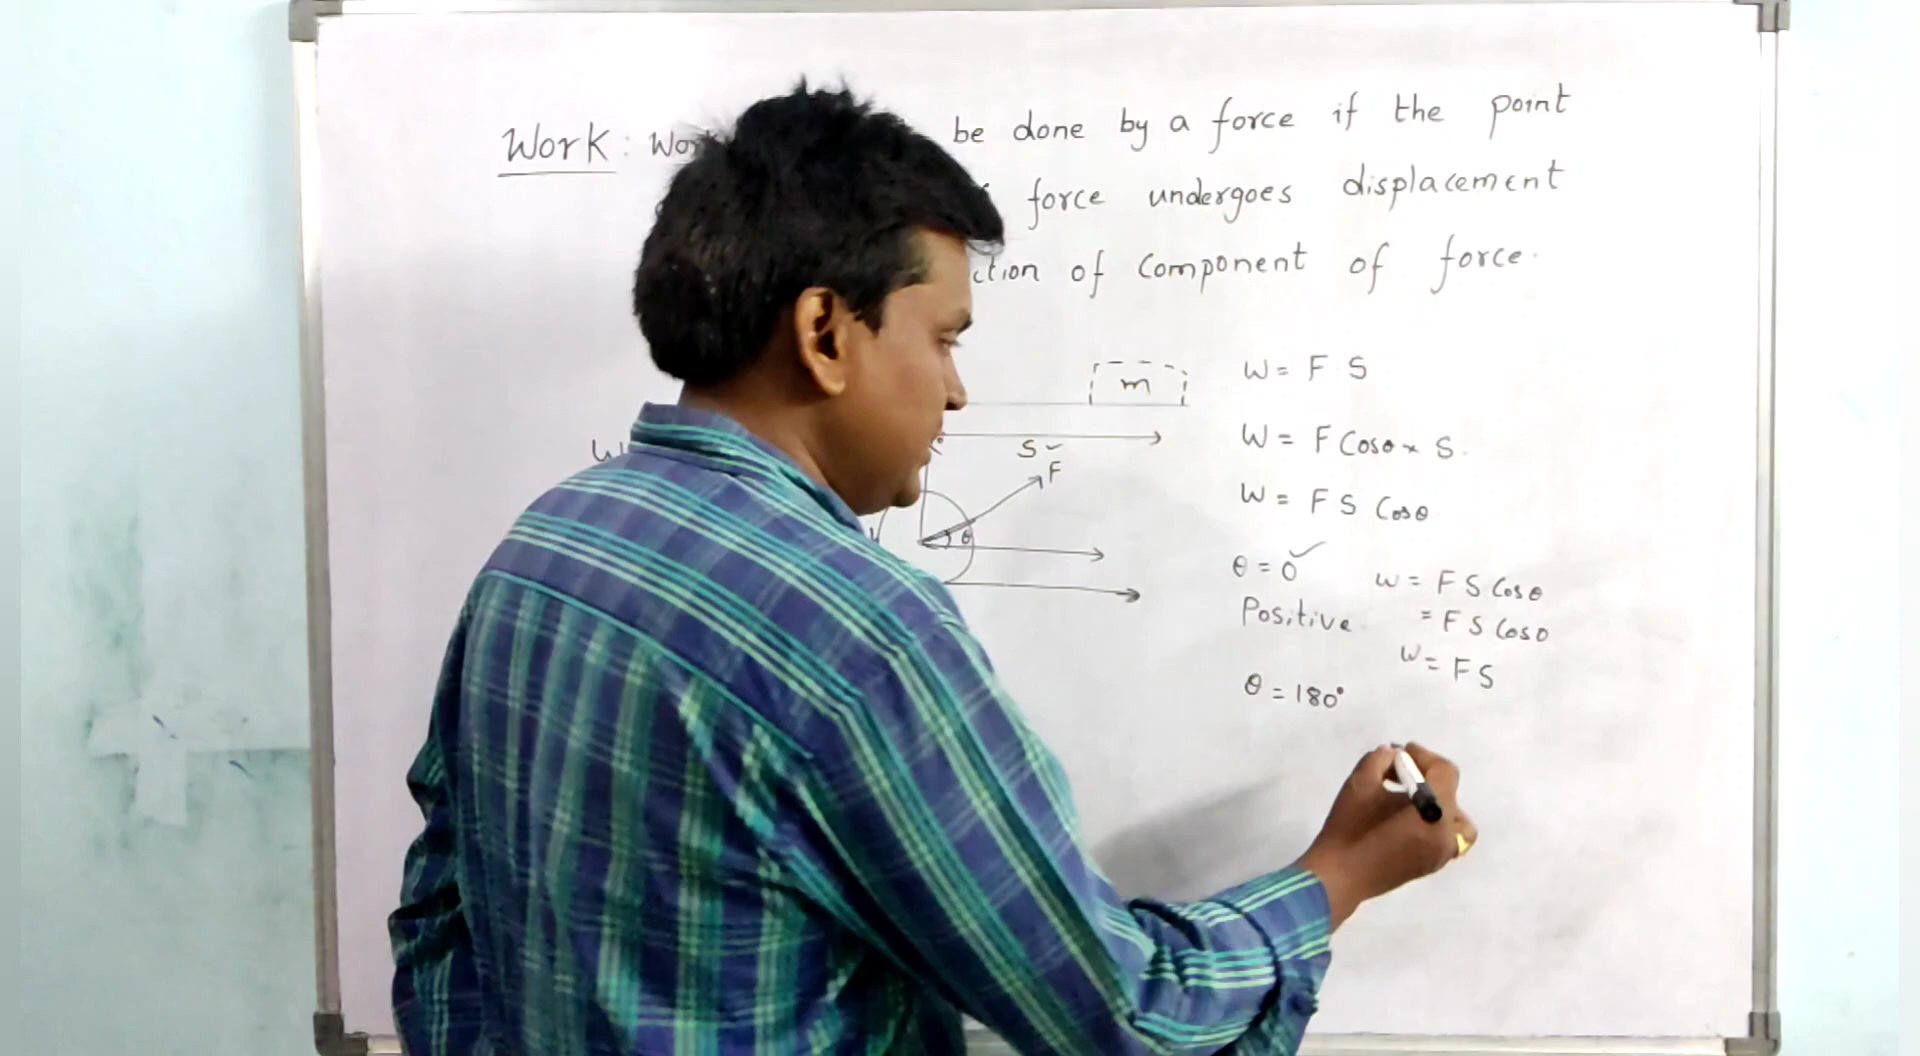 Work : Wor be done by a force if the point
force undergoes displacement
ction of component of force.
m
S
F
θ
W = F S
W = F Cosθ × S.
W = F S Cosθ
θ = 0 ✓
Positive
W = F S Cosθ
= F S Cos0
W = F S
θ = 180°